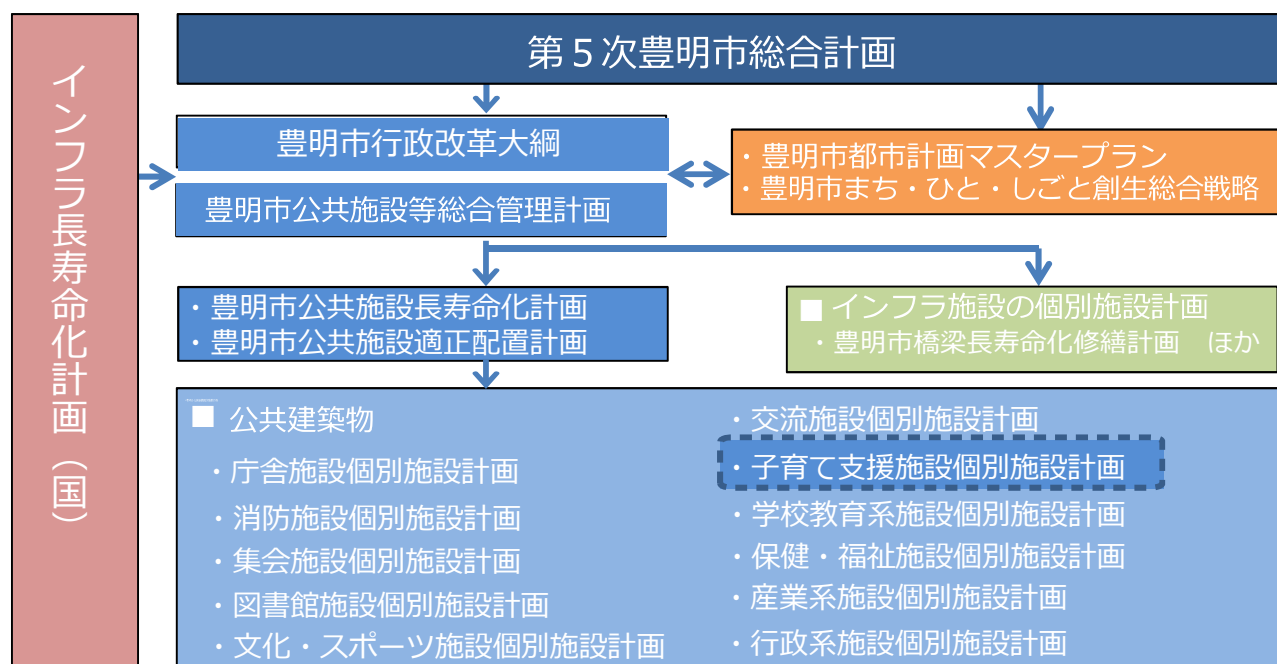 インフラ長寿命化計画（国）
第５次豊明市総合計画
豊明市行政改革大綱
豊明市公共施設等総合管理計画
・豊明市都市計画マスタープラン
・豊明市まち・ひと・しごと創生総合戦略
・豊明市公共施設長寿命化計画
・豊明市公共施設適正配置計画
■ インフラ施設の個別施設計画
・豊明市橋梁長寿命化修繕計画　ほか
■ 公共建築物
・庁舎施設個別施設計画
・消防施設個別施設計画
・集会施設個別施設計画
・図書館施設個別施設計画
・文化・スポーツ施設個別施設計画
・交流施設個別施設計画
・子育て支援施設個別施設計画
・学校教育系施設個別施設計画
・保健・福祉施設個別施設計画
・産業系施設個別施設計画
・行政系施設個別施設計画